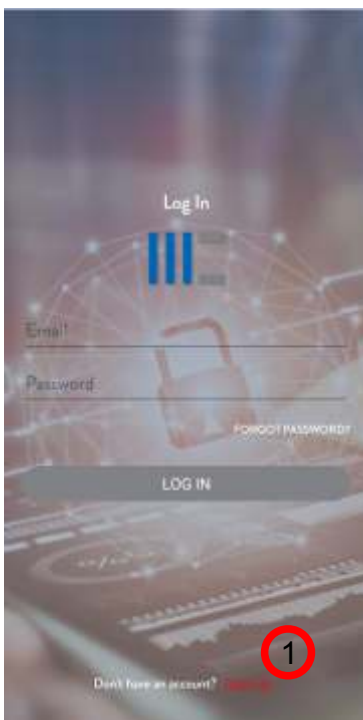 Log In
Email
Password
FORGOT PASSWORD?
LOG IN
1
Don't have an account?